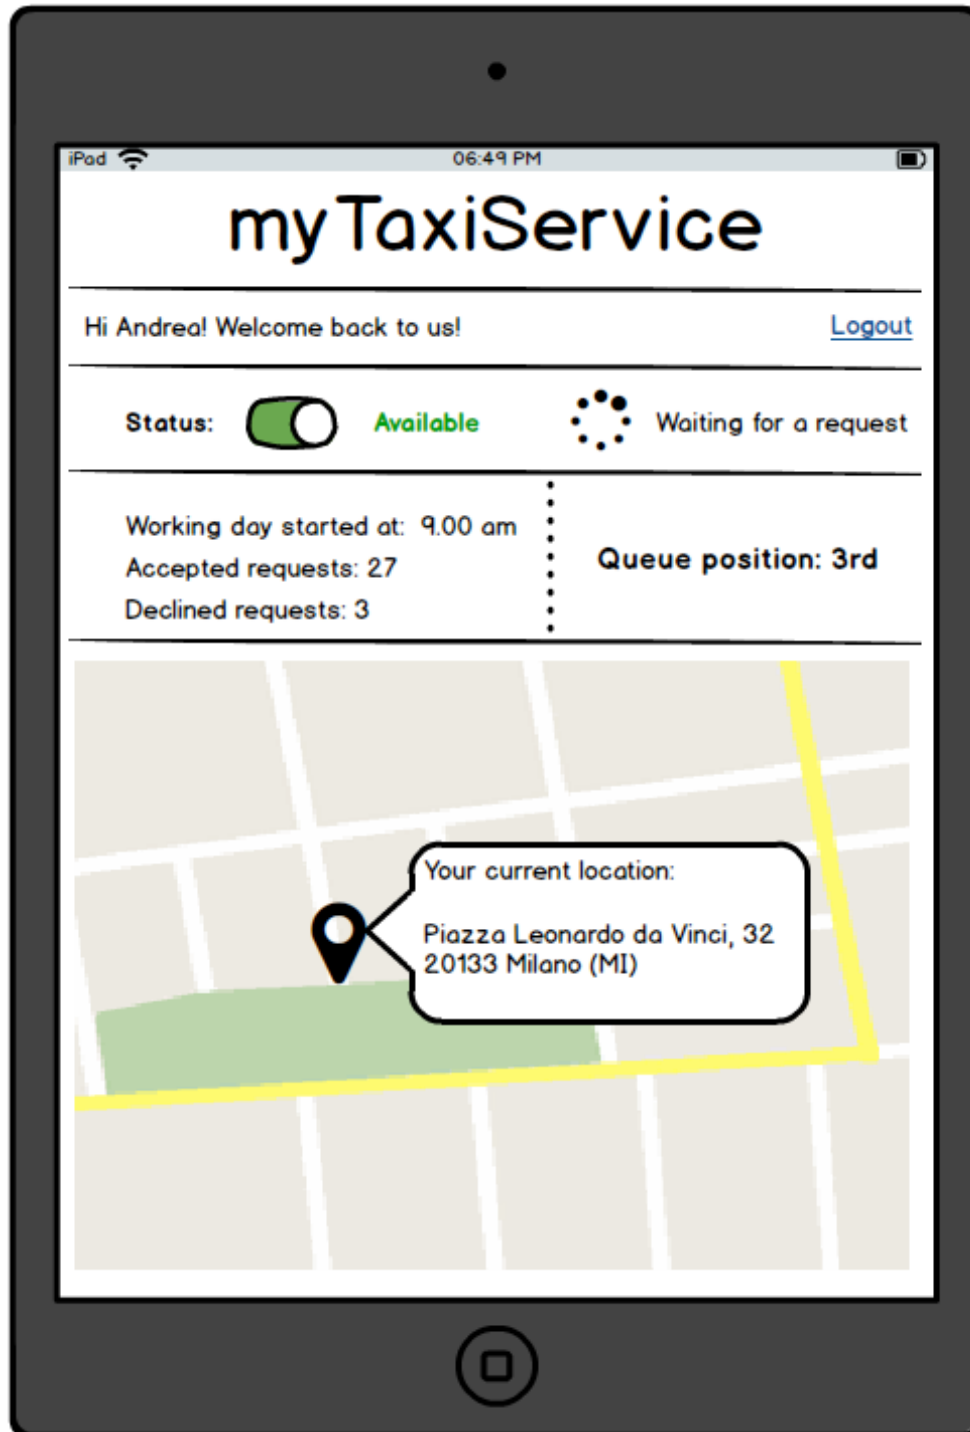 iPad 06:49 PM
myTaxiService
Hi Andrea! Welcome back to us! Logout
Status: Available Waiting for a request
Working day started at: 9.00 am
Accepted requests: 27
Declined requests: 3
Queue position: 3rd
Your current location:
Piazza Leonardo da Vinci, 32
20133 Milano (MI)